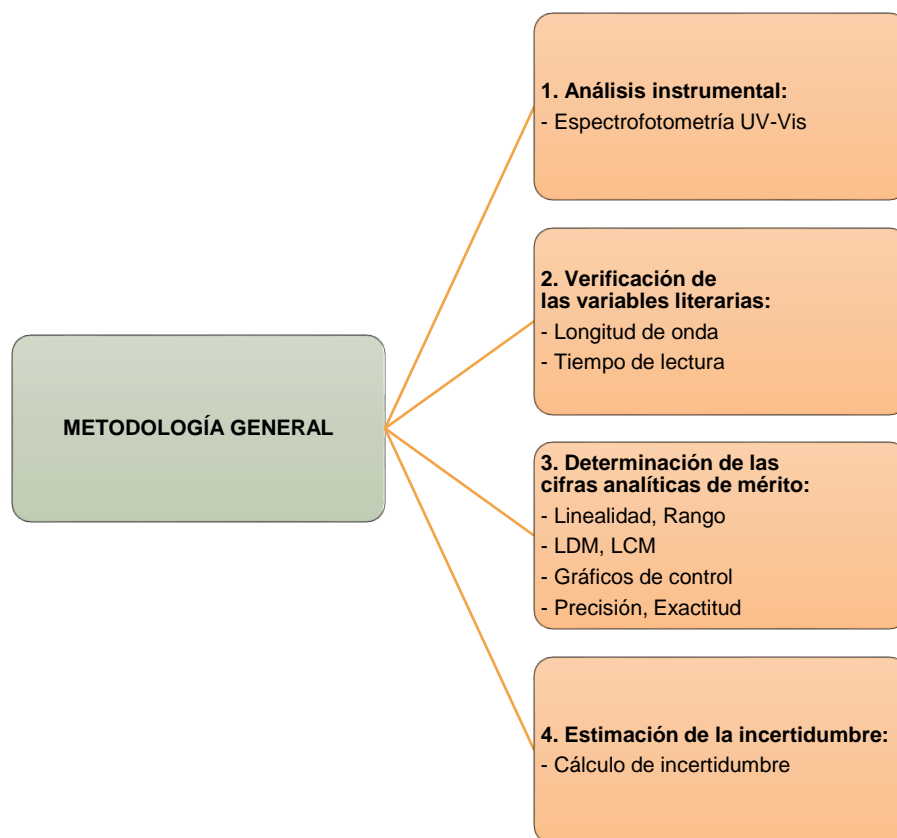 METODOLOGÍA GENERAL
1. Análisis instrumental:
- Espectrofotometría UV-Vis
2. Verificación de
las variables literarias:
- Longitud de onda
- Tiempo de lectura
3. Determinación de las
cifras analíticas de mérito:
- Linealidad, Rango
- LDM, LCM
- Gráficos de control
- Precisión, Exactitud
4. Estimación de la incertidumbre:
- Cálculo de incertidumbre